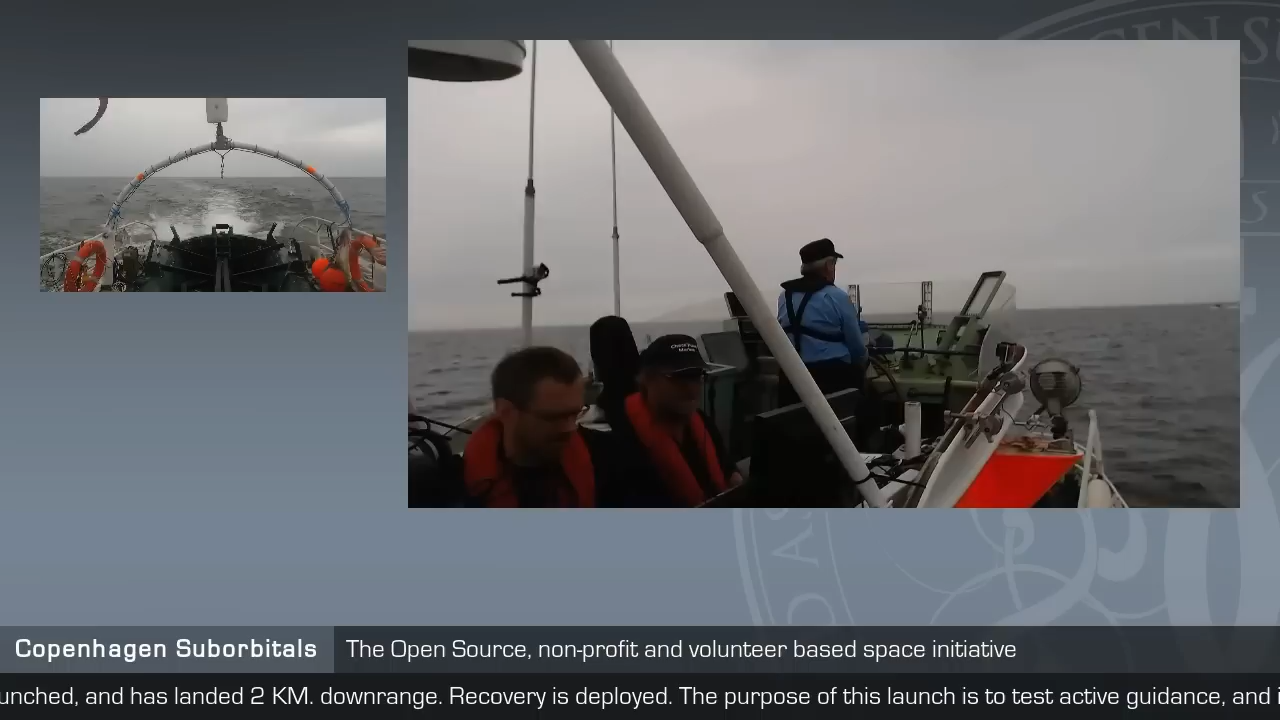 Copenhagen Suborbitals
The Open Source, non-profit and volunteer based space initiative
unched, and has landed 2 KM. downrange. Recovery is deployed. The purpose of this launch is to test active guidance, and i